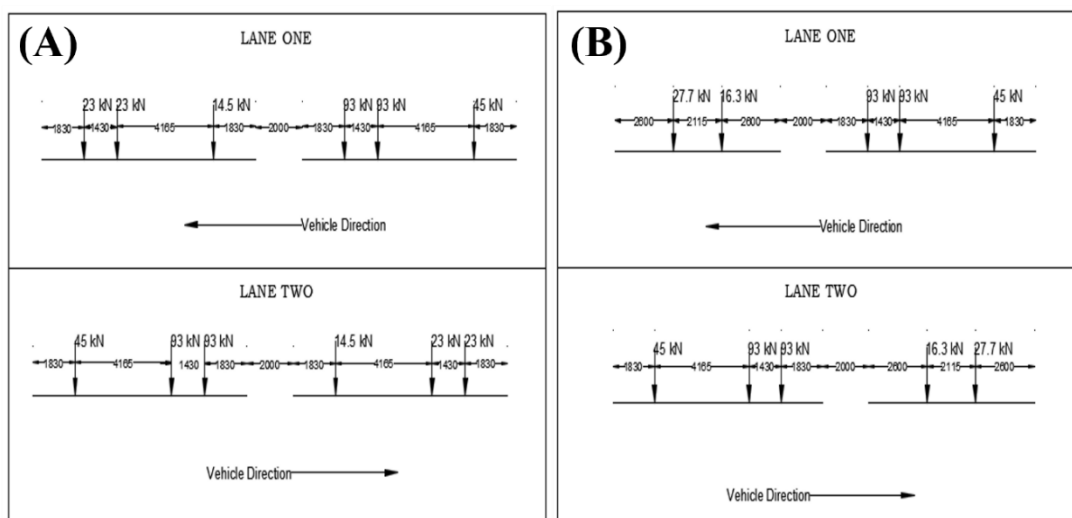 (A)
LANE ONE
23 kN 23 kN 14.5 kN 93 kN 93 kN 45 kN
1830 1430 4165 1830 2000 1830 1430 4165 1830
Vehicle Direction
LANE TWO
45 kN 93 kN 93 kN 14.5 kN 23 kN 23 kN
1830 4165 1430 1830 2000 1830 4165 1430 1830
Vehicle Direction
(B)
LANE ONE
27.7 kN 16.3 kN 93 kN 93 kN 45 kN
2600 2115 2600 2000 1830 1430 4165 1830
Vehicle Direction
LANE TWO
45 kN 93 kN 93 kN 16.3 kN 27.7 kN
1830 4165 1430 1830 2000 2600 2115 2600
Vehicle Direction